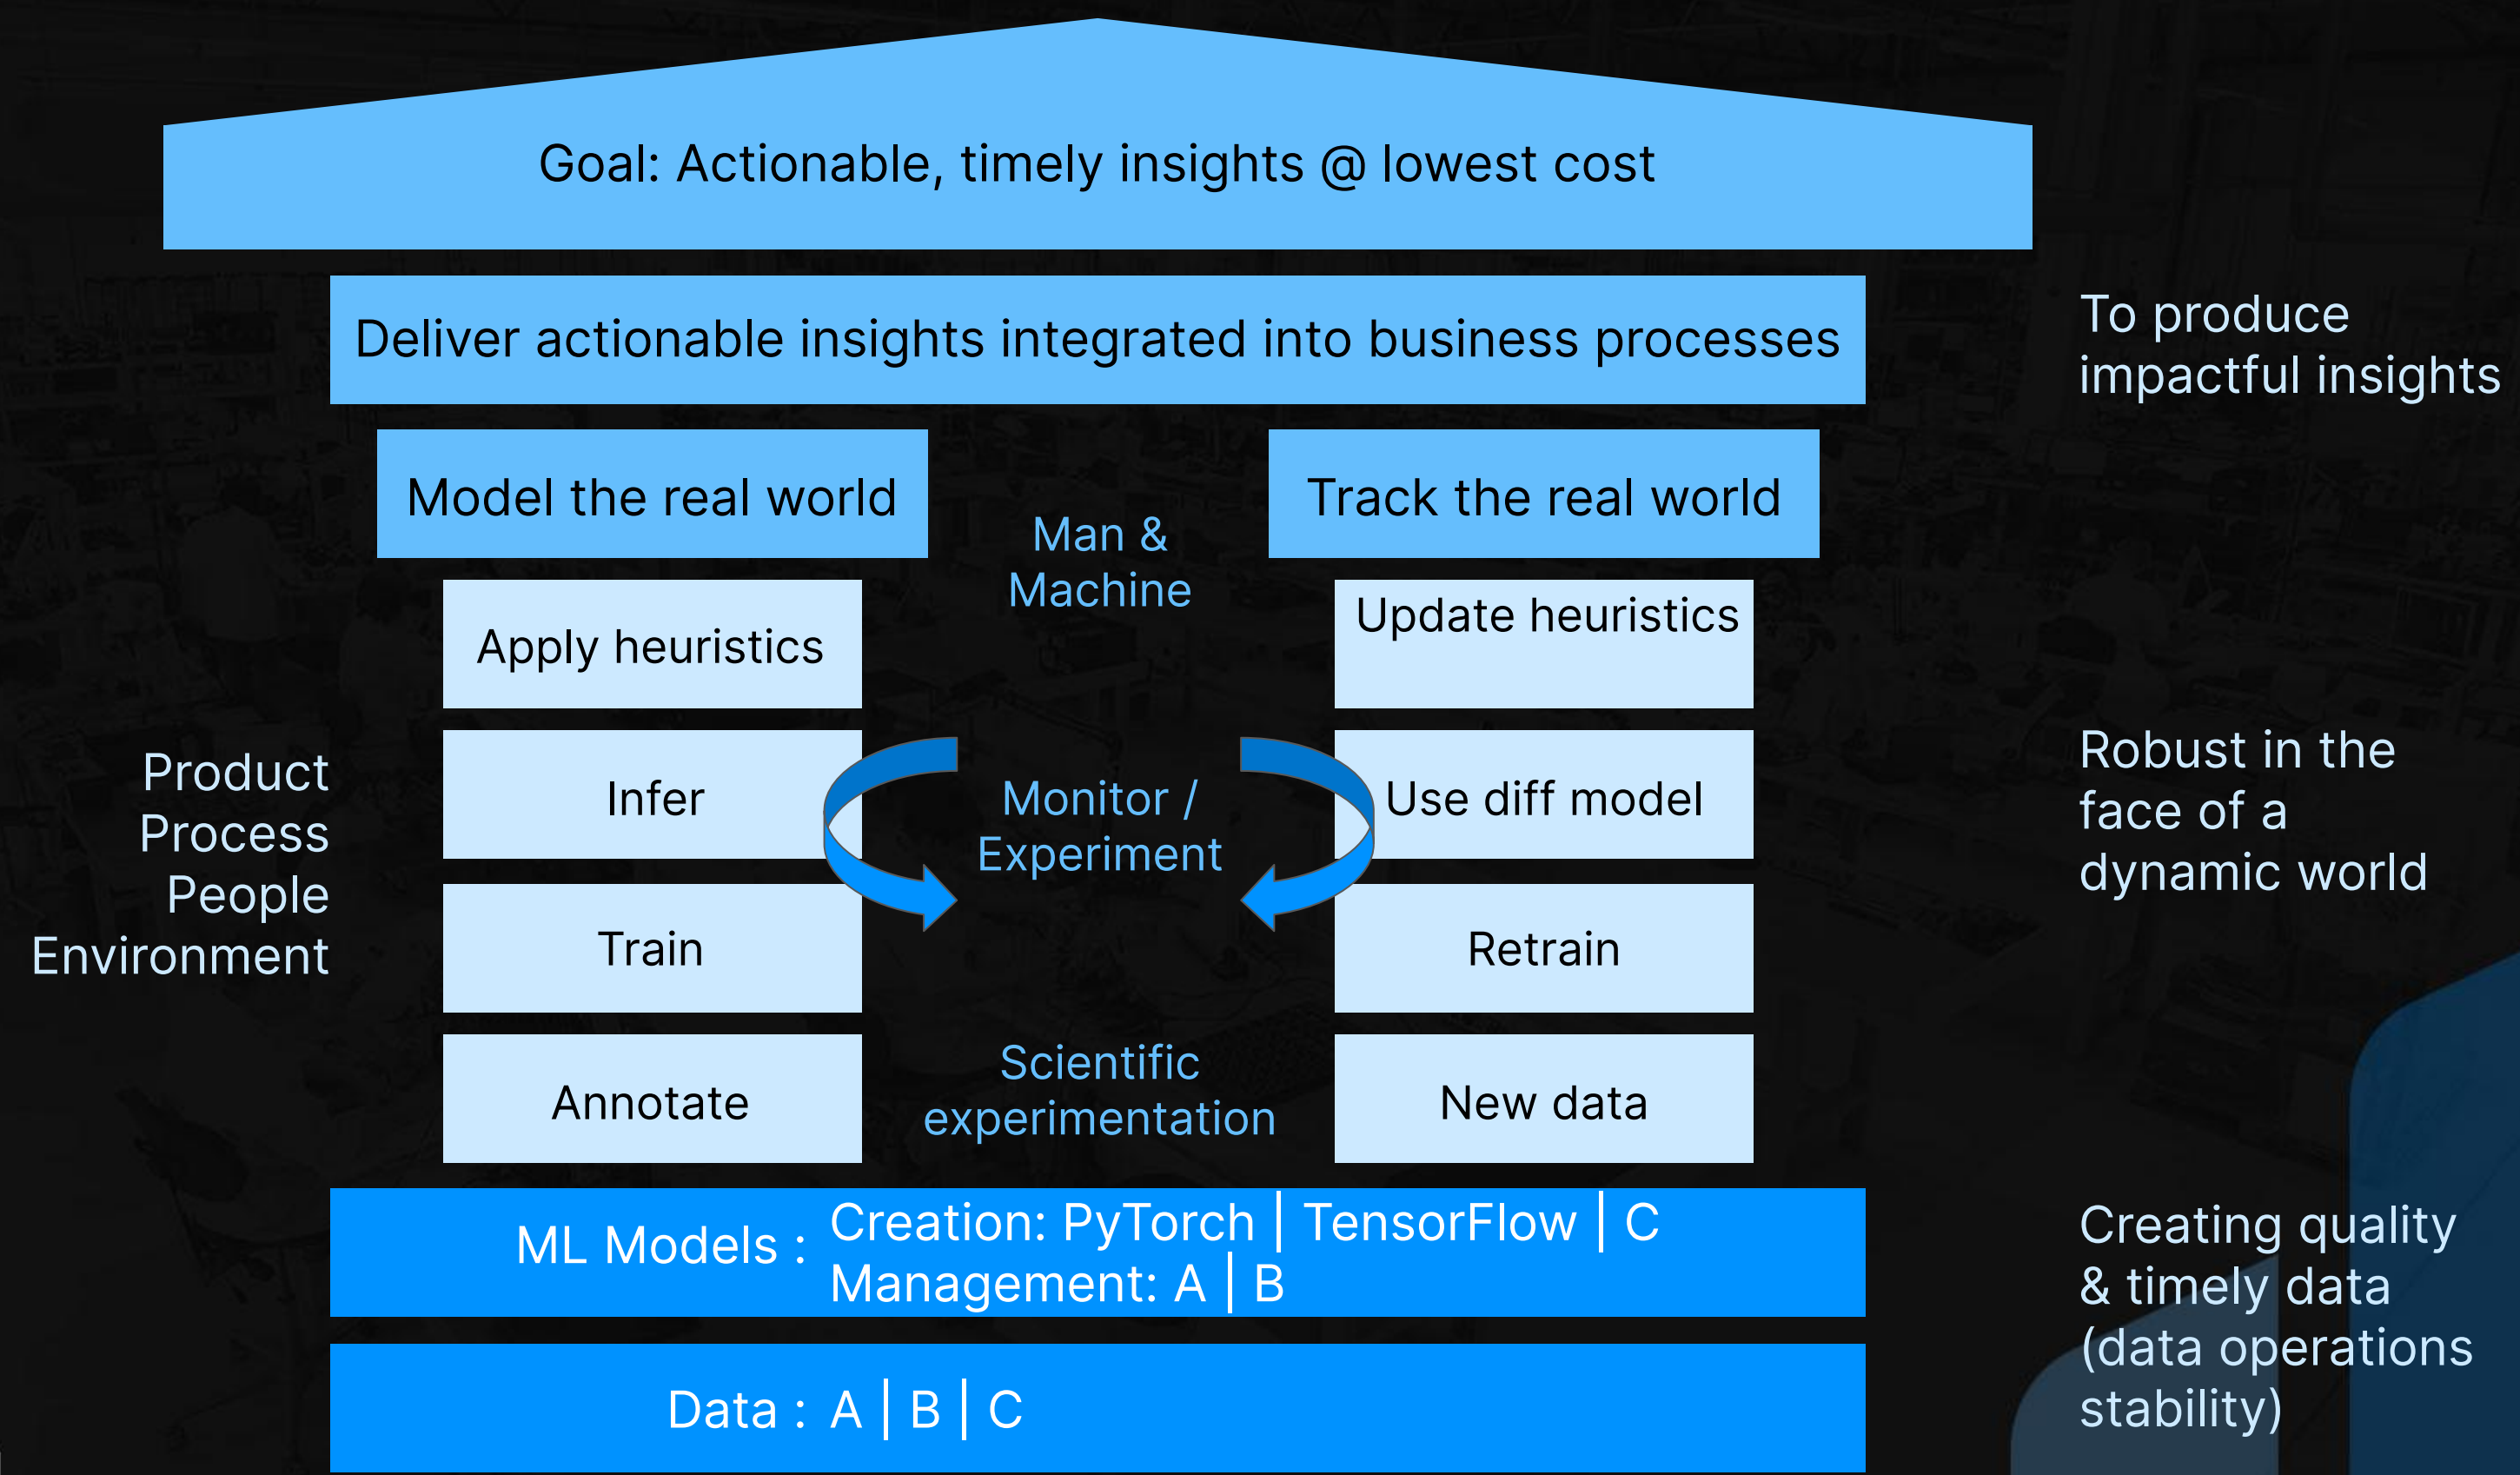 Goal: Actionable, timely insights @ lowest cost
Deliver actionable insights integrated into business processes
To produce
impactful insights
Model the real world
Track the real world
Man &
Machine
Apply heuristics
Update heuristics
Product
Process
People
Environment
Infer
Monitor /
Experiment
Use diff model
Robust in the
face of a
dynamic world
Train
Retrain
Annotate
Scientific
experimentation
New data
ML Models :
Creation: PyTorch | TensorFlow | C
Management: A | B
Data : A | B | C
Creating quality
& timely data
(data operations
stability)